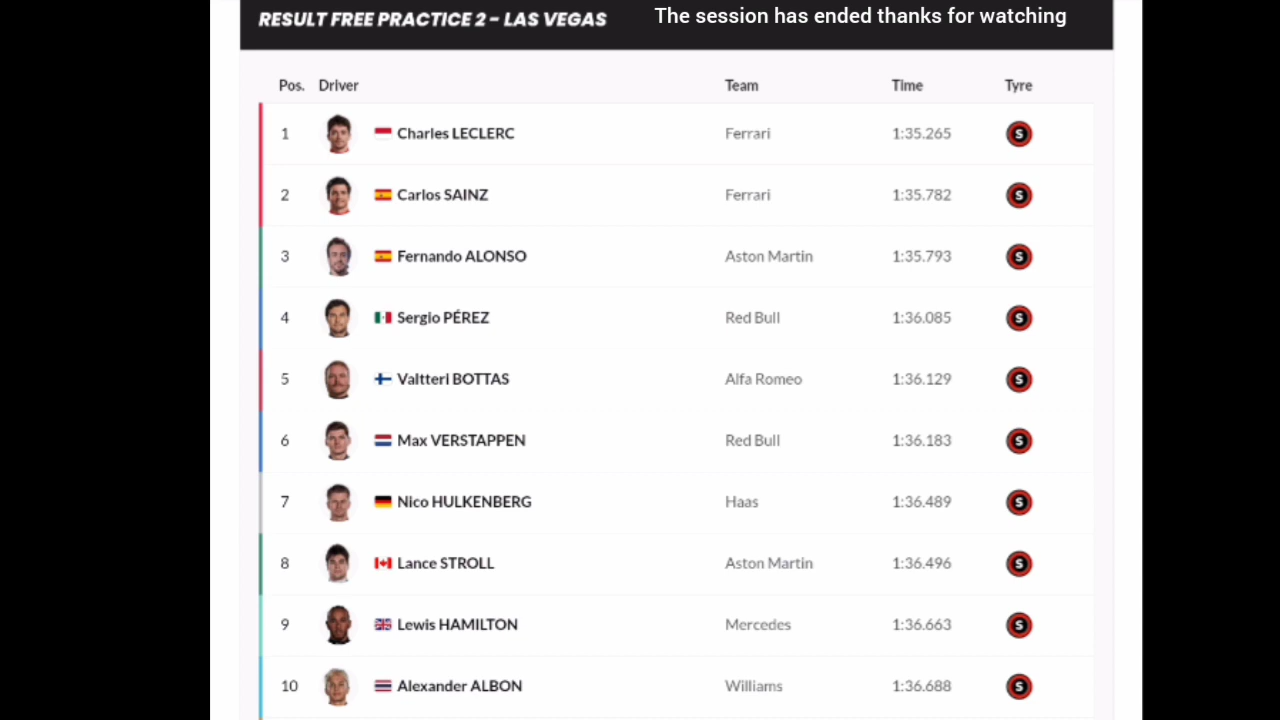 RESULT FREE PRACTICE 2 - LAS VEGAS The session has ended thanks for watching
Pos. Driver Team Time Tyre
1 Charles LECLERC Ferrari 1:35.265 S
2 Carlos SAINZ Ferrari 1:35.782 S
3 Fernando ALONSO Aston Martin 1:35.793 S
4 Sergio PÉREZ Red Bull 1:36.085 S
5 Valtteri BOTTAS Alfa Romeo 1:36.129 S
6 Max VERSTAPPEN Red Bull 1:36.183 S
7 Nico HULKENBERG Haas 1:36.489 S
8 Lance STROLL Aston Martin 1:36.496 S
9 Lewis HAMILTON Mercedes 1:36.663 S
10 Alexander ALBON Williams 1:36.688 S